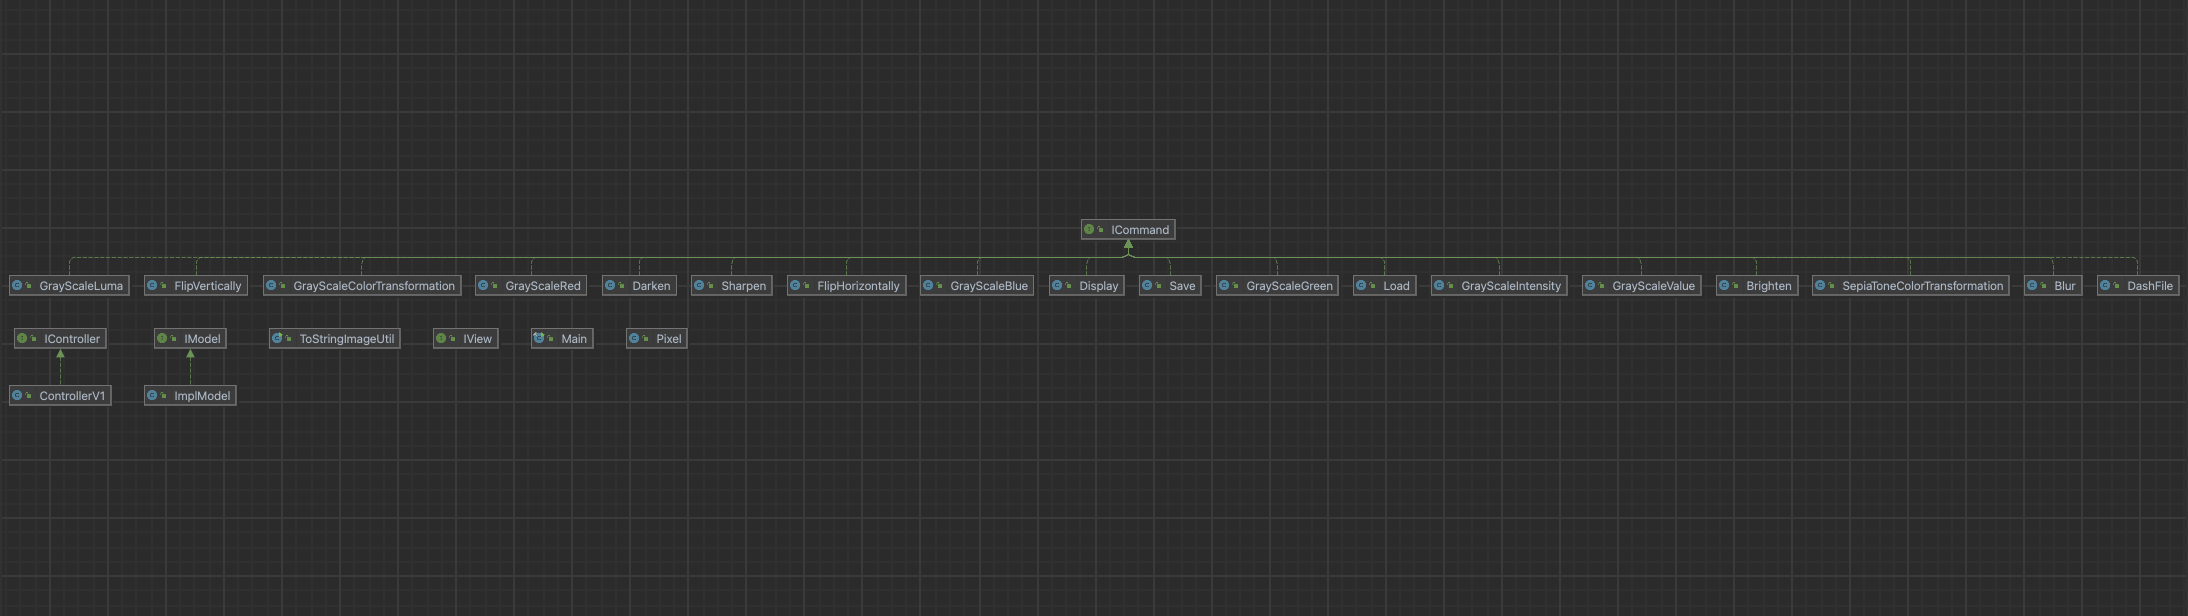 ICommand
GrayScaleLuma FlipVertically GrayScaleColorTransformation GrayScaleRed Darken Sharpen FlipHorizontally GrayScaleBlue Display Save GrayScaleGreen Load GrayScaleIntensity GrayScaleValue Brighten SepiaToneColorTransformation Blur DashFile
IController IModel ToStringImageUtil IView Main Pixel
ControllerV1 ImplModel